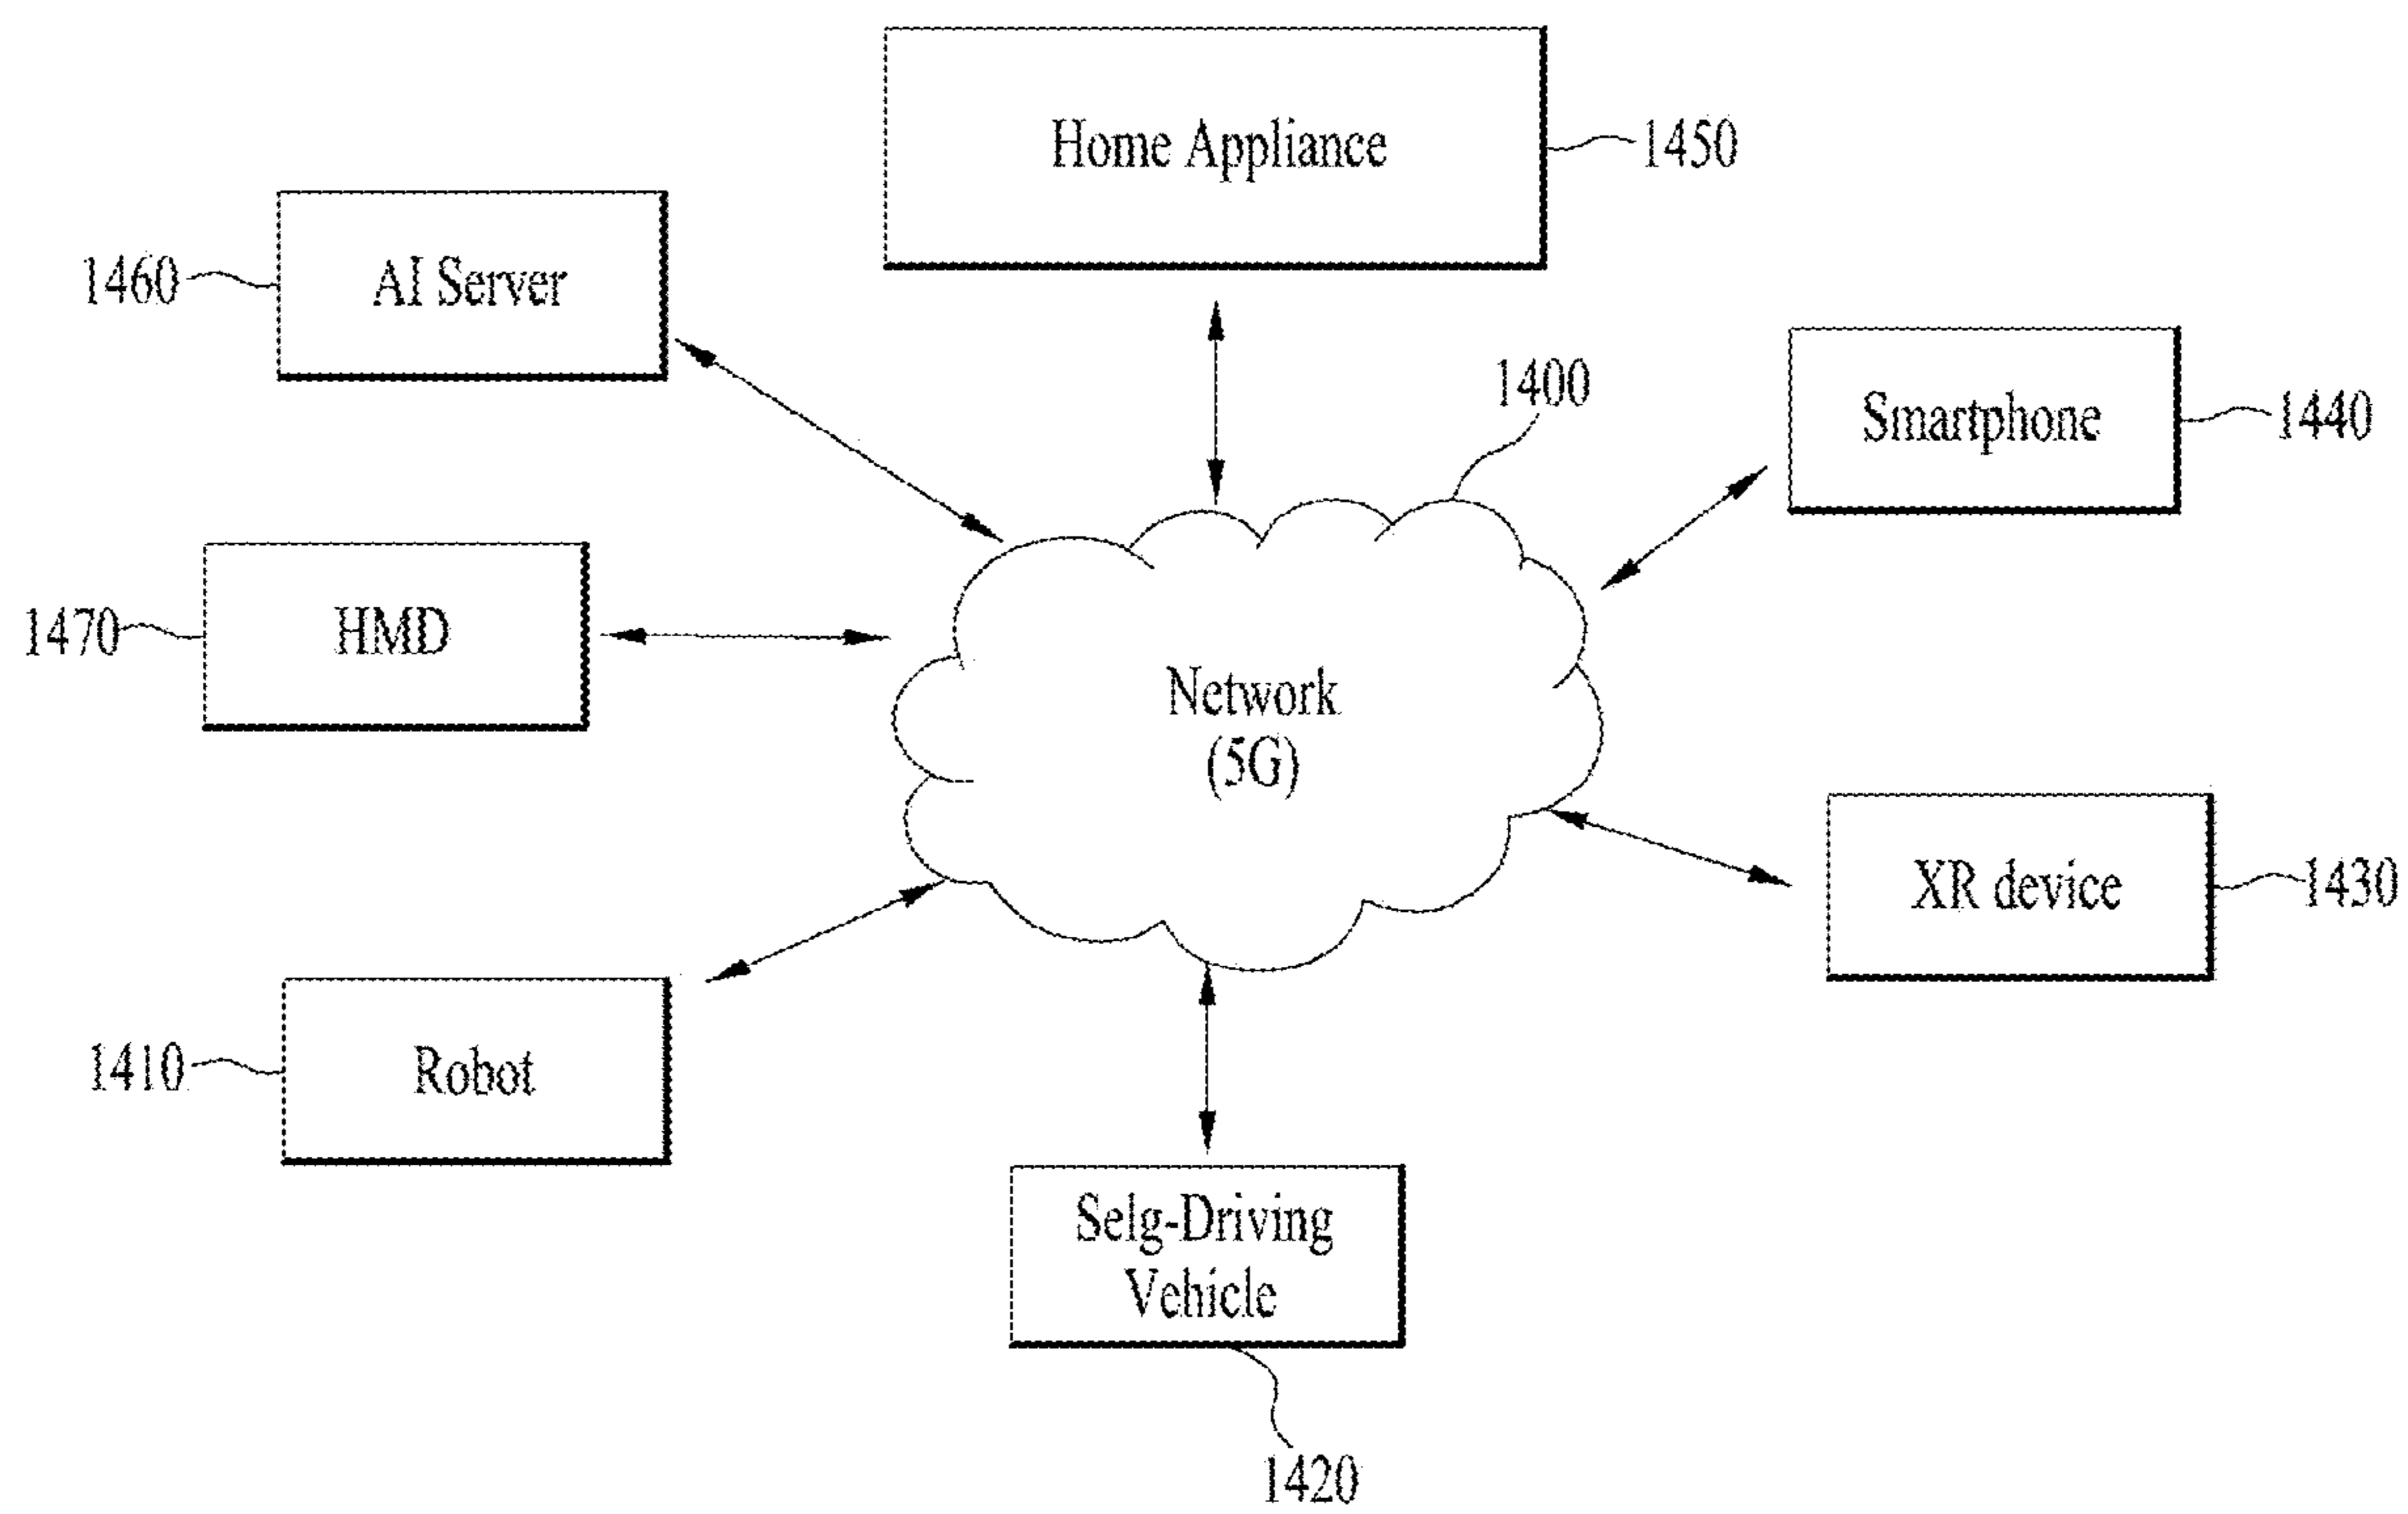 Home Appliance
1450
1460
AI Server
1400
Smartphone
1440
1470
HMD
Network
(5G)
XR device
1430
1410
Robot
Selg-Driving
Vehicle
1420